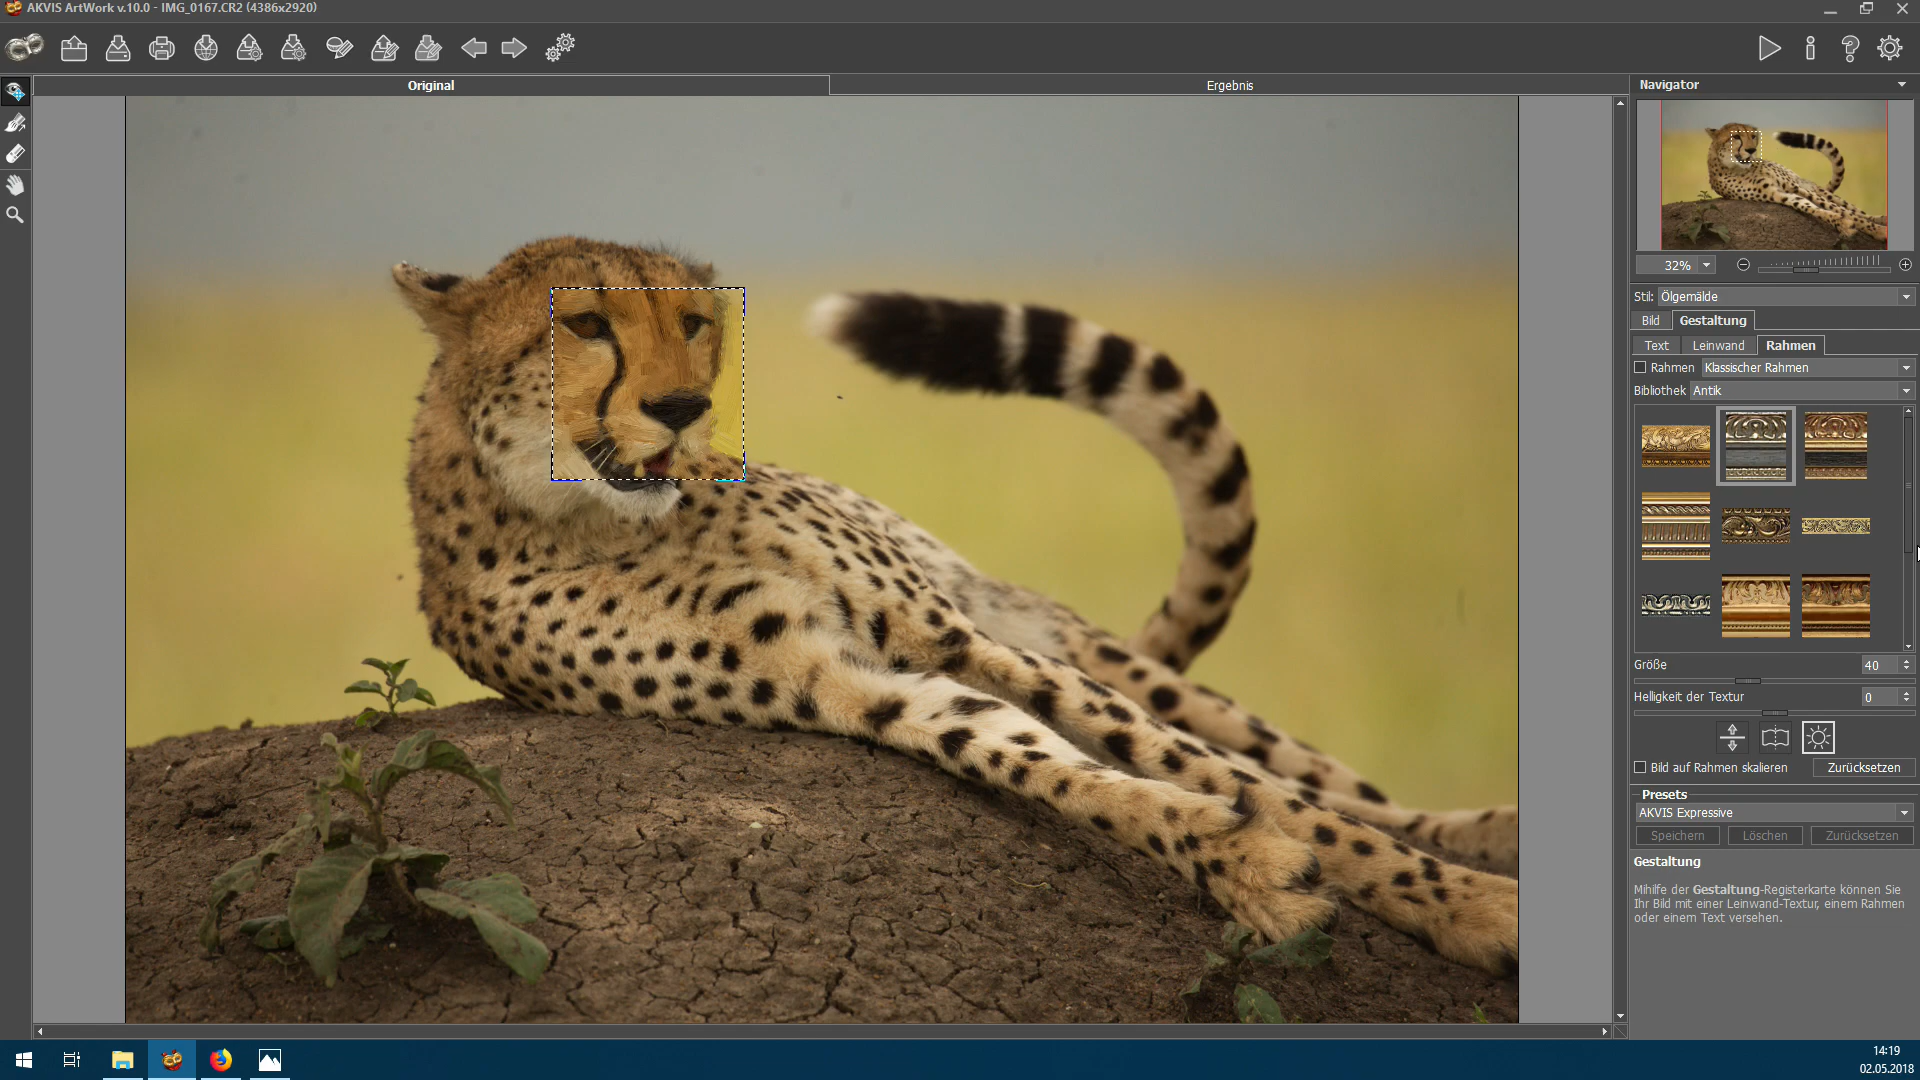 AKVIS ArtWork v.10.0 - IMG_0167.CR2 (4386x2920)
Original
Ergebnis
Navigator
32%
Stil: Ölgemälde
Bild
Gestaltung
Text
Leinwand
Rahmen
Rahmen
Klassischer Rahmen
Bibliothek Antik
Größe
40
Helligkeit der Textur
0
Bild auf Rahmen skalieren
Zurücksetzen
Presets
AKVIS Expressive
Speichern
Löschen
Zurücksetzen
Gestaltung
Mihilfe der Gestaltung-Registerkarte können Sie
Ihr Bild mit einer Leinwand-Textur, einem Rahmen
oder einem Text versehen.
14:19
02.05.2018